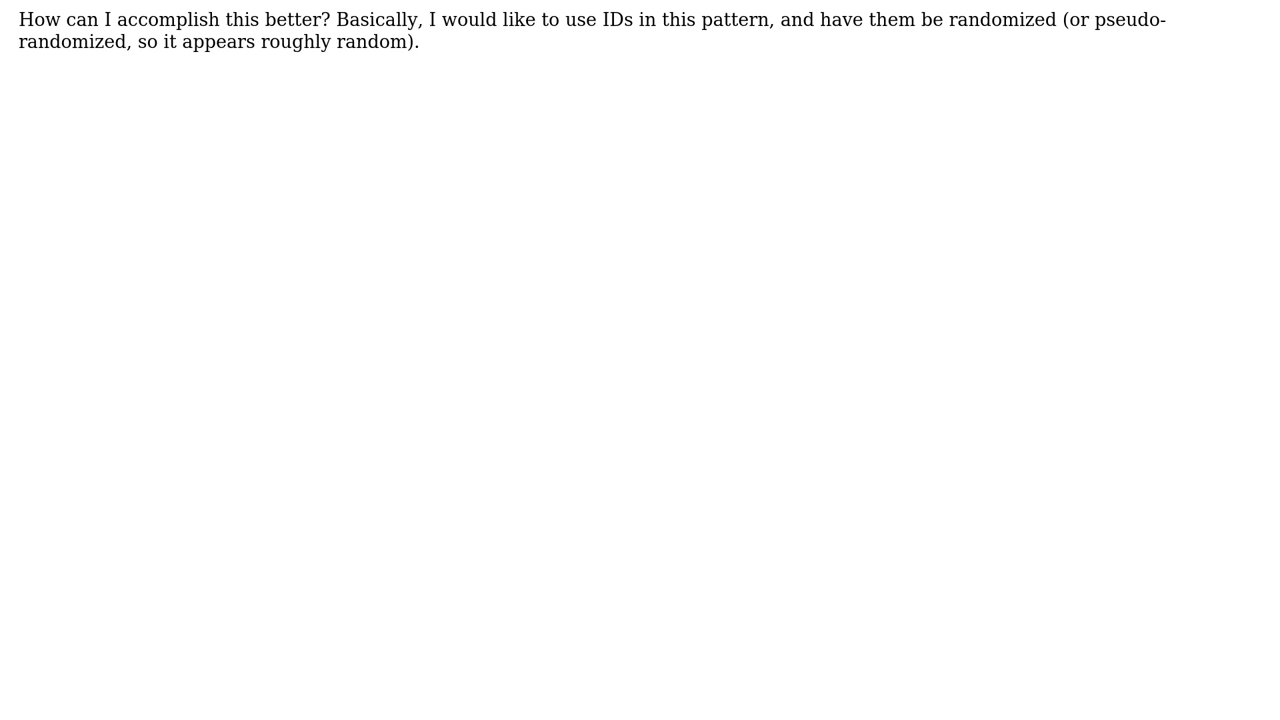 How can I accomplish this better? Basically, I would like to use IDs in this pattern, and have them be randomized (or pseudo-
randomized, so it appears roughly random).